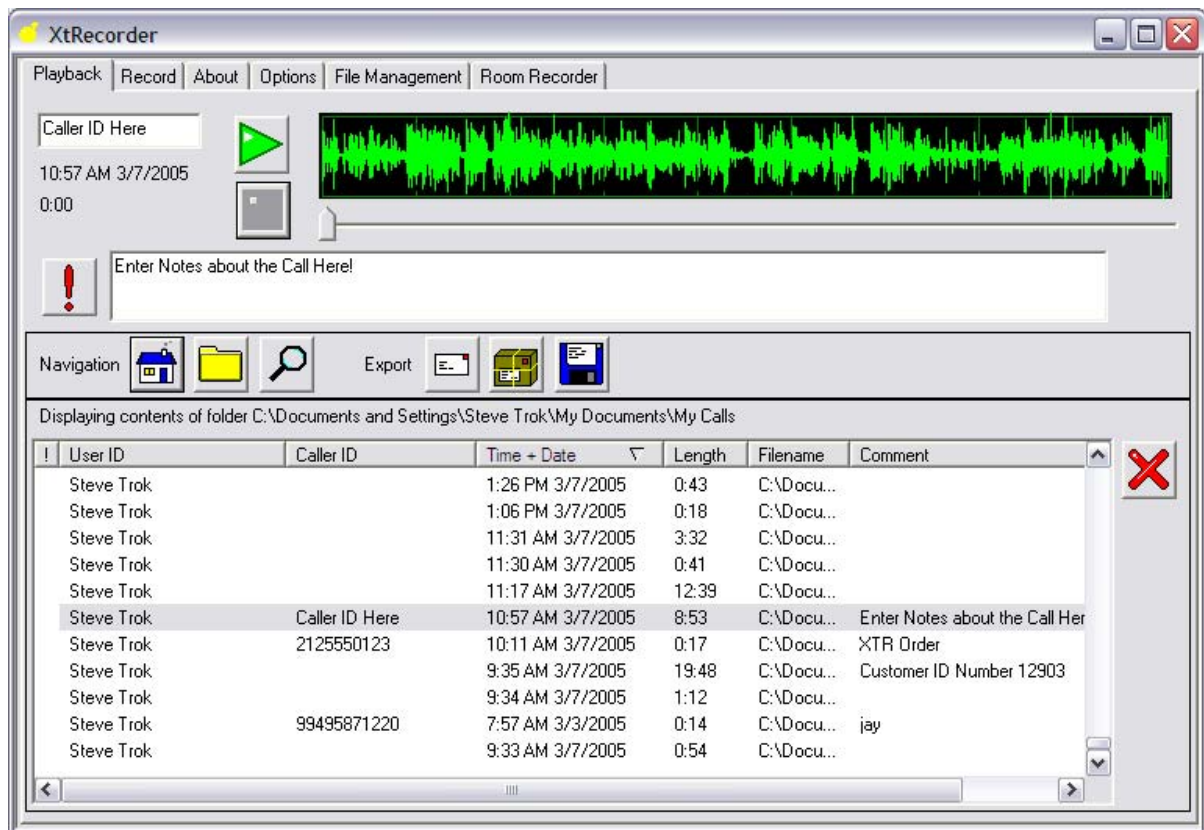 XtRecorder
Playback Record About Options File Management Room Recorder
Caller ID Here
10:57 AM 3/7/2005
0:00
Enter Notes about the Call Here!
Navigation Export
Displaying contents of folder C:\Documents and Settings\Steve Trok\My Documents\My Calls
! User ID Caller ID Time + Date Length Filename Comment
Steve Trok 1:26 PM 3/7/2005 0:43 C:\Docu...
Steve Trok 1:06 PM 3/7/2005 0:18 C:\Docu...
Steve Trok 11:31 AM 3/7/2005 3:32 C:\Docu...
Steve Trok 11:30 AM 3/7/2005 0:41 C:\Docu...
Steve Trok 11:17 AM 3/7/2005 12:39 C:\Docu...
Steve Trok Caller ID Here 10:57 AM 3/7/2005 8:53 C:\Docu... Enter Notes about the Call Her
Steve Trok 2125550123 10:11 AM 3/7/2005 0:17 C:\Docu... XTR Order
Steve Trok 9:35 AM 3/7/2005 19:48 C:\Docu... Customer ID Number 12903
Steve Trok 9:34 AM 3/7/2005 1:12 C:\Docu...
Steve Trok 99495871220 7:57 AM 3/3/2005 0:14 C:\Docu... jay
Steve Trok 9:33 AM 3/7/2005 0:54 C:\Docu...